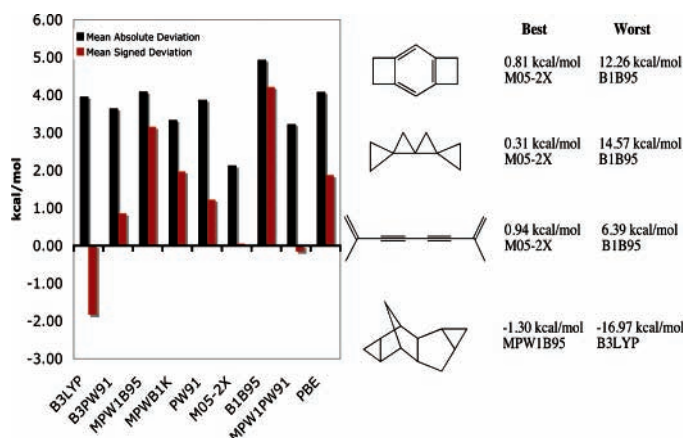 6.00
5.00
4.00
3.00
2.00
1.00
0.00
-1.00
-2.00
-3.00
kcal/mol
Mean Absolute Deviation
Mean Signed Deviation
B3LYP
B3PW91
MPW1B95
MPWB1K
PW91
M05-2X
B1B95
MPW1PW91
PBE
Best Worst
0.81 kcal/mol 12.26 kcal/mol
M05-2X B1B95
0.31 kcal/mol 14.57 kcal/mol
M05-2X B1B95
0.94 kcal/mol 6.39 kcal/mol
M05-2X B1B95
-1.30 kcal/mol -16.97 kcal/mol
MPW1B95 B3LYP